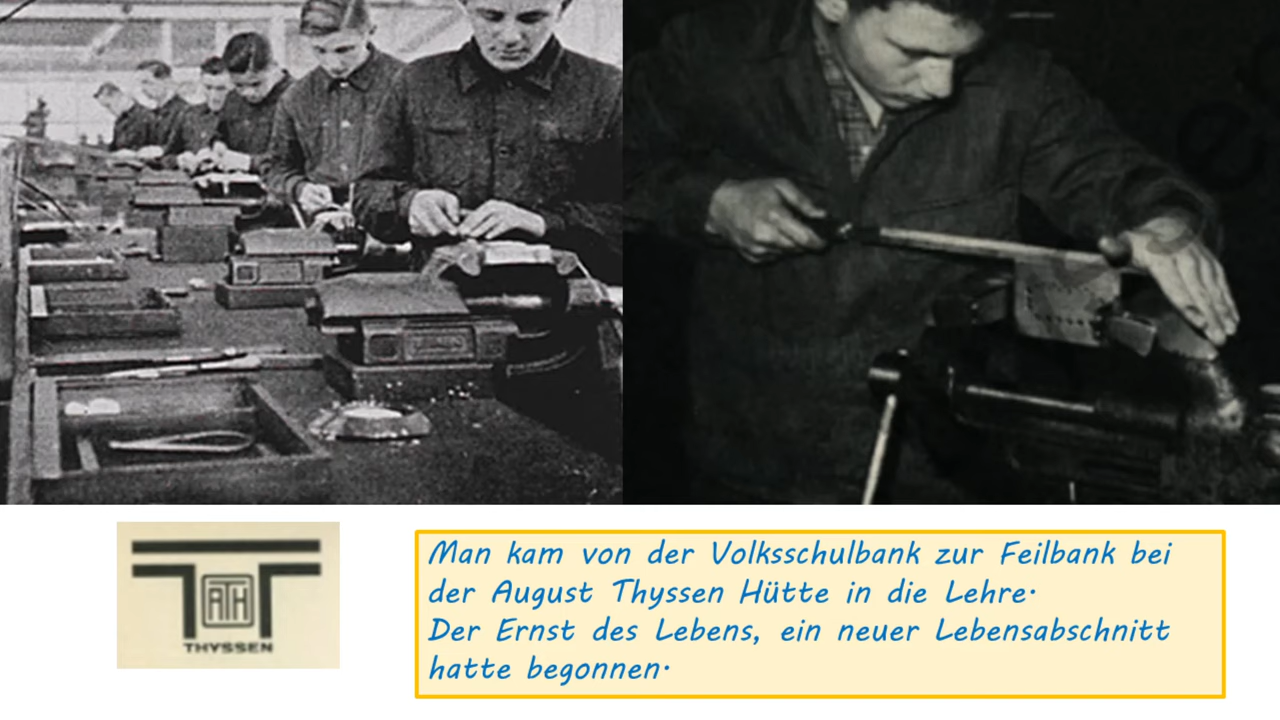 ATH
THYSSEN
Man kam von der Volksschulbank zur Feilbank bei
der August Thyssen Hütte in die Lehre.
Der Ernst des Lebens, ein neuer Lebensabschnitt
hatte begonnen.